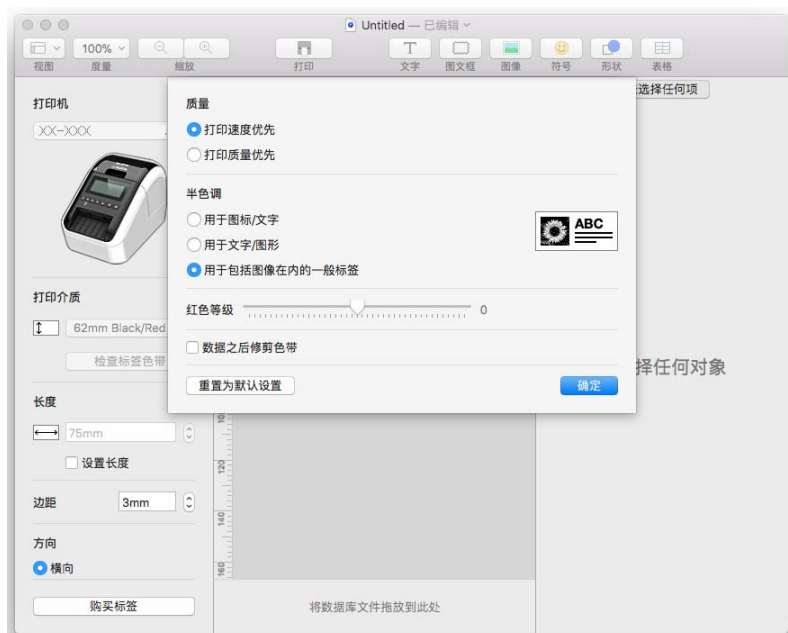 Untitled — 已编辑
100%
视图 度量 缩放 打印 文字 图文框 图像 符号 形状 表格
选择任何项
打印机
XX-XXX
质量
打印速度优先
打印质量优先
半色调
用于图标/文字
用于文字/图形
用于包括图像在内的一般标签
ABC
红色等级 0
数据之后修剪色带
重置为默认设置 确定
打印介质
62mm Black/Red
检查标签色带
择任何对象
长度
75mm
设置长度
边距 3mm
方向
横向
购买标签
120
140
160
将数据库文件拖放到此处